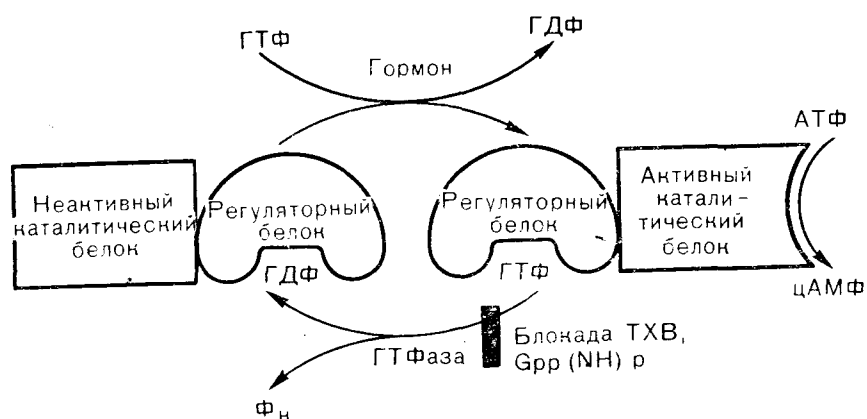 ГТФ
ГДФ
Гормон
АТФ
Неактивный
каталитический
белок
Регуляторный
белок
ГДФ
Регуляторный
белок
ГТФ
Активный
катали-
тический
белок
цАМФ
ГТФаза
Блокада ТХВ,
Gpp (NH) p
Фн